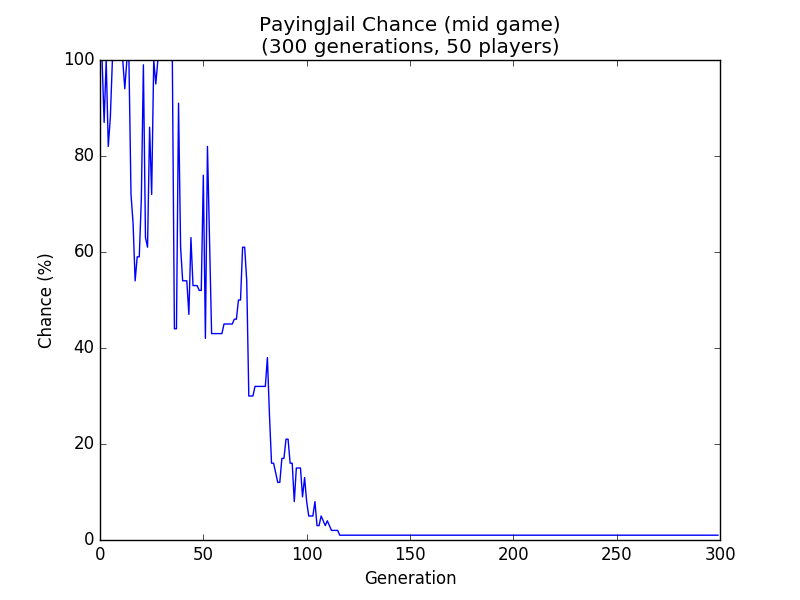 PayingJail Chance (mid game)
(300 generations, 50 players)
100
80
60
40
20
0
Chance (%)
0 50 100 150 200 250 300
Generation